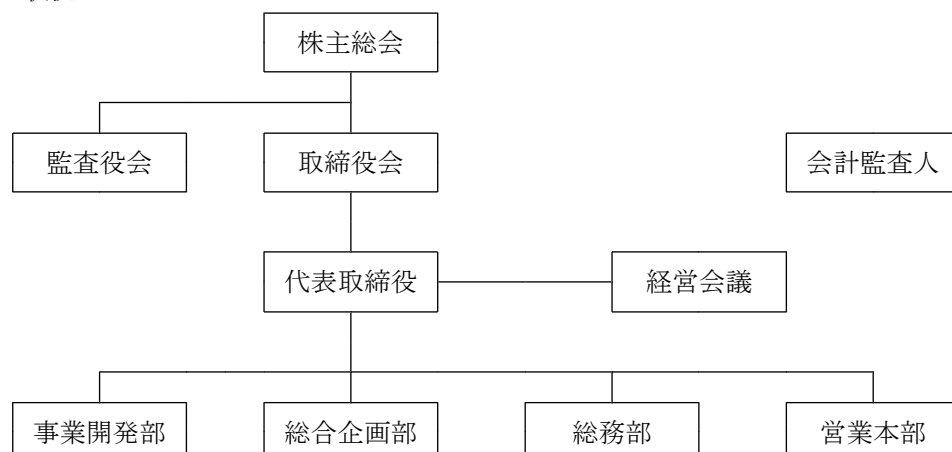 株主総会
監査役会 取締役会 会計監査人
代表取締役 経営会議
事業開発部 総合企画部 総務部 営業本部